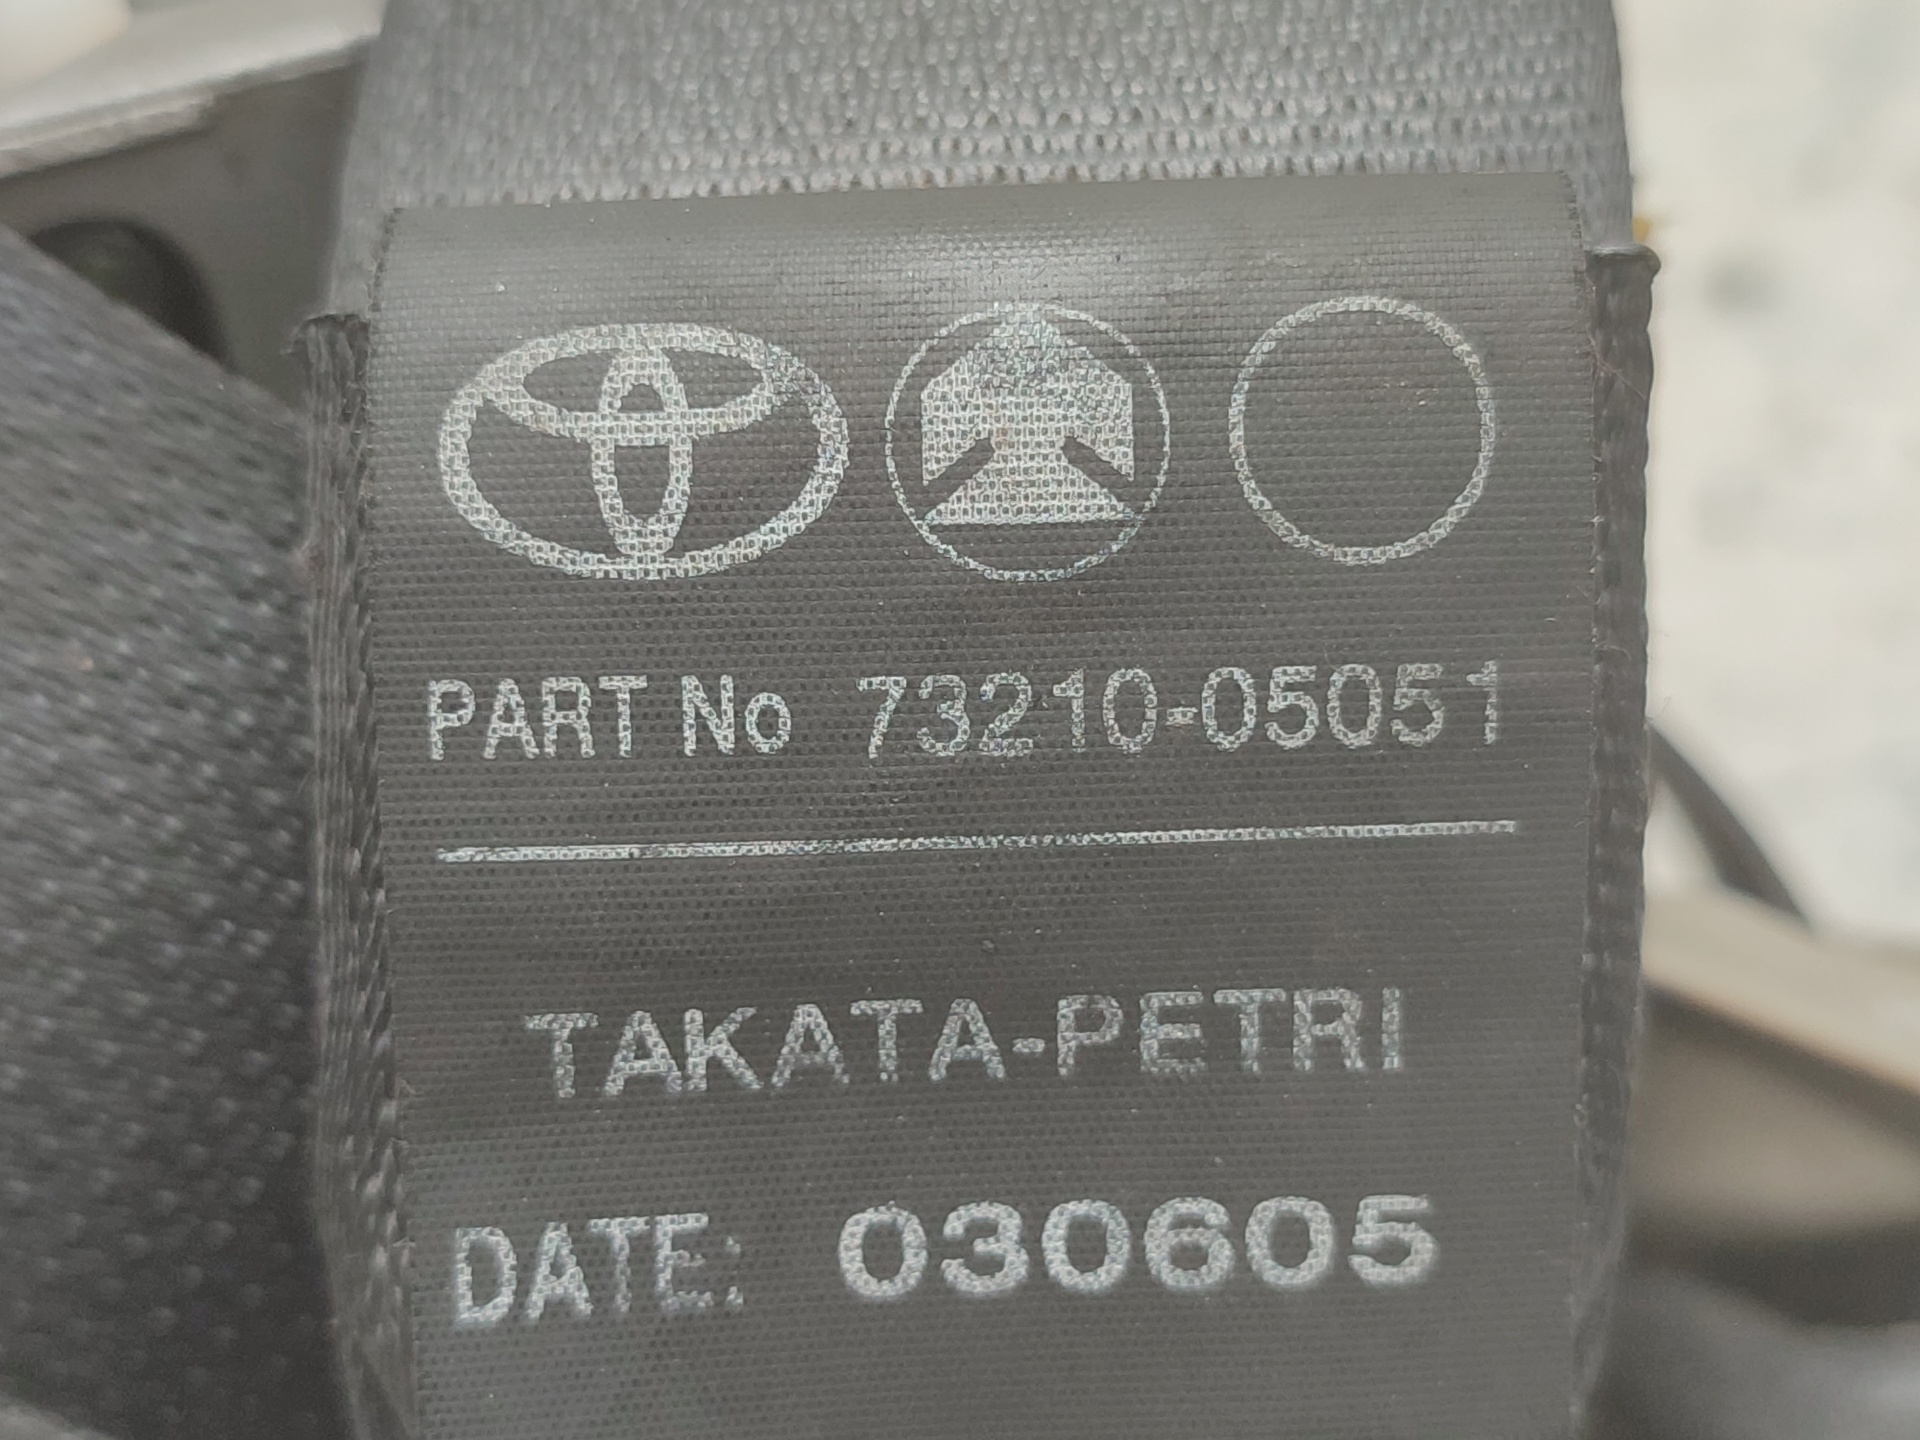 PART No 73210-05051
TAKATA-PETRI
DATE: 030605